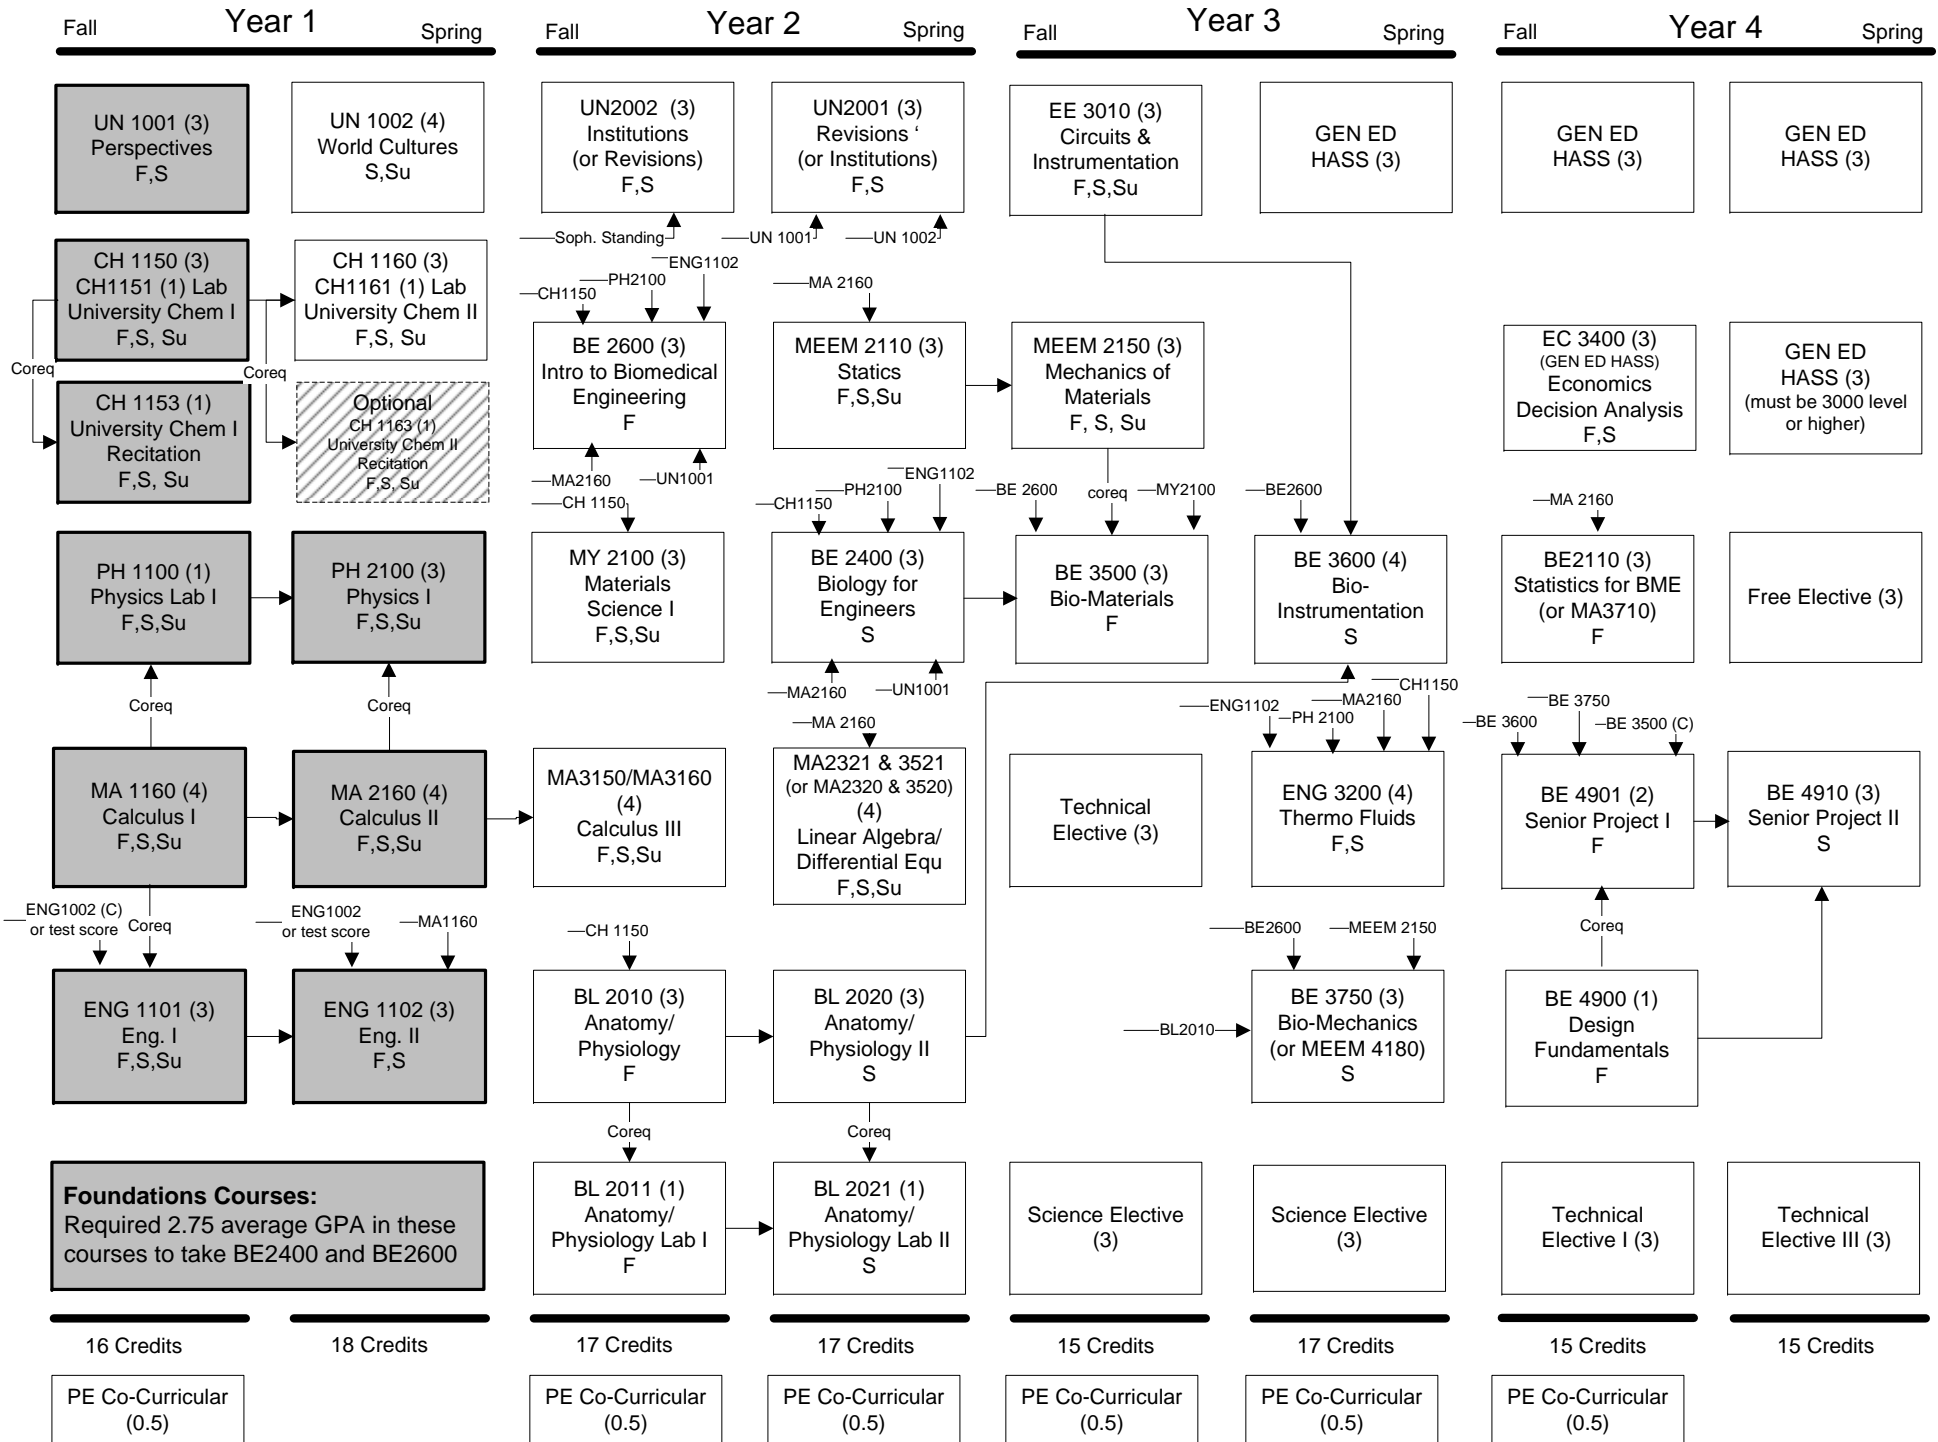 Year 1
Fall
Spring
Year 2
Fall
Spring
Year 3
Fall
Spring
Year 4
Fall
Spring
UN 1001 (3)
Perspectives
F,S
UN 1002 (4)
World Cultures
S,Su
UN2002 (3)
Institutions
(or Revisions)
F,S
UN2001 (3)
Revisions ‘
(or Institutions)
F,S
EE 3010 (3)
Circuits &
Instrumentation
F,S,Su
GEN ED
HASS (3)
GEN ED
HASS (3)
GEN ED
HASS (3)
Soph. Standing
UN 1001
UN 1002
CH 1150 (3)
CH1151 (1) Lab
University Chem I
F,S, Su
CH 1160 (3)
CH1161 (1) Lab
University Chem II
F,S, Su
Coreq
Coreq
CH1150
PH2100
ENG1102
MA 2160
BE 2600 (3)
Intro to Biomedical
Engineering
F
MEEM 2110 (3)
Statics
F,S,Su
MEEM 2150 (3)
Mechanics of
Materials
F, S, Su
EC 3400 (3)
(GEN ED HASS)
Economics
Decision Analysis
F,S
GEN ED
HASS (3)
(must be 3000 level
or higher)
CH 1153 (1)
University Chem I
Recitation
F,S, Su
Optional
CH 1163 (1)
University Chem II
Recitation
F,S, Su
MA2160
UN1001
CH 1150
CH1150
PH2100
ENG1102
BE 2600
coreq
MY2100
BE2600
MA 2160
PH 1100 (1)
Physics Lab I
F,S,Su
PH 2100 (3)
Physics I
F,S,Su
MY 2100 (3)
Materials
Science I
F,S,Su
BE 2400 (3)
Biology for
Engineers
S
BE 3500 (3)
Bio-Materials
F
BE 3600 (4)
Bio-
Instrumentation
S
BE2110 (3)
Statistics for BME
(or MA3710)
F
Free Elective (3)
Coreq
Coreq
MA2160
UN1001
MA 2160
ENG1102
PH 2100
MA2160
CH1150
BE 3600
BE 3750
BE 3500 (C)
MA 1160 (4)
Calculus I
F,S,Su
MA 2160 (4)
Calculus II
F,S,Su
MA3150/MA3160
(4)
Calculus III
F,S,Su
MA2321 & 3521
(or MA2320 & 3520)
(4)
Linear Algebra/
Differential Equ
F,S,Su
Technical
Elective (3)
ENG 3200 (4)
Thermo Fluids
F,S
BE 4901 (2)
Senior Project I
F
BE 4910 (3)
Senior Project II
S
ENG1002 (C)
or test score
Coreq
ENG1002
or test score
MA1160
CH 1150
BE2600
MEEM 2150
Coreq
ENG 1101 (3)
Eng. I
F,S,Su
ENG 1102 (3)
Eng. II
F,S
BL 2010 (3)
Anatomy/
Physiology
F
BL 2020 (3)
Anatomy/
Physiology II
S
BL2010
BE 3750 (3)
Bio-Mechanics
(or MEEM 4180)
S
BE 4900 (1)
Design
Fundamentals
F
Coreq
Coreq
Foundations Courses:
Required 2.75 average GPA in these
courses to take BE2400 and BE2600
BL 2011 (1)
Anatomy/
Physiology Lab I
F
BL 2021 (1)
Anatomy/
Physiology Lab II
S
Science Elective
(3)
Science Elective
(3)
Technical
Elective I (3)
Technical
Elective III (3)
16 Credits
18 Credits
17 Credits
17 Credits
15 Credits
17 Credits
15 Credits
15 Credits
PE Co-Curricular
(0.5)
PE Co-Curricular
(0.5)
PE Co-Curricular
(0.5)
PE Co-Curricular
(0.5)
PE Co-Curricular
(0.5)
PE Co-Curricular
(0.5)